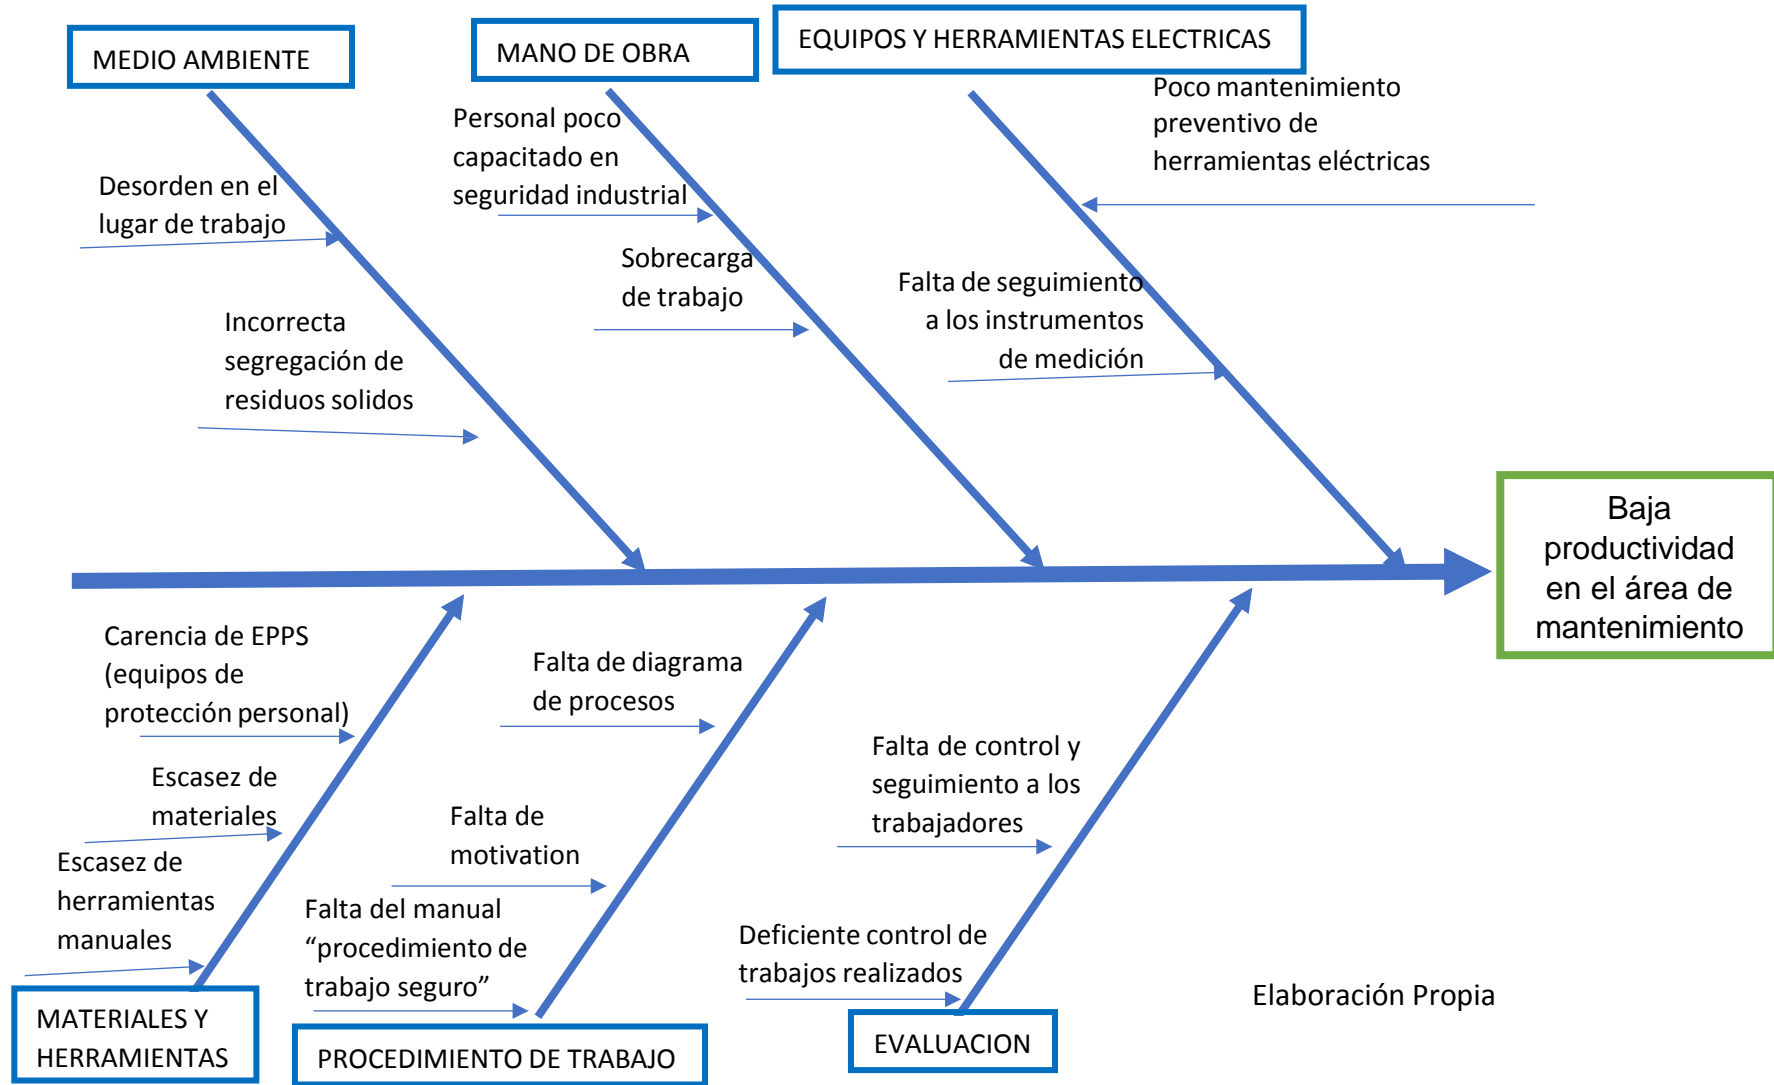 MEDIO AMBIENTE
MANO DE OBRA
EQUIPOS Y HERRAMIENTAS ELECTRICAS
Desorden en el
lugar de trabajo
Incorrecta
segregación de
residuos solidos
Personal poco
capacitado en
seguridad industrial
Sobrecarga
de trabajo
Poco mantenimiento
preventivo de
herramientas eléctricas
Falta de seguimiento
a los instrumentos
de medición
Baja
productividad
en el área de
mantenimiento
Carencia de EPPS
(equipos de
protección personal)
Escasez de
materiales
Escasez de
herramientas
manuales
MATERIALES Y
HERRAMIENTAS
Falta de diagrama
de procesos
Falta de
motivation
Falta del manual
“procedimiento de
trabajo seguro”
PROCEDIMIENTO DE TRABAJO
Falta de control y
seguimiento a los
trabajadores
Deficiente control de
trabajos realizados
EVALUACION
Elaboración Propia